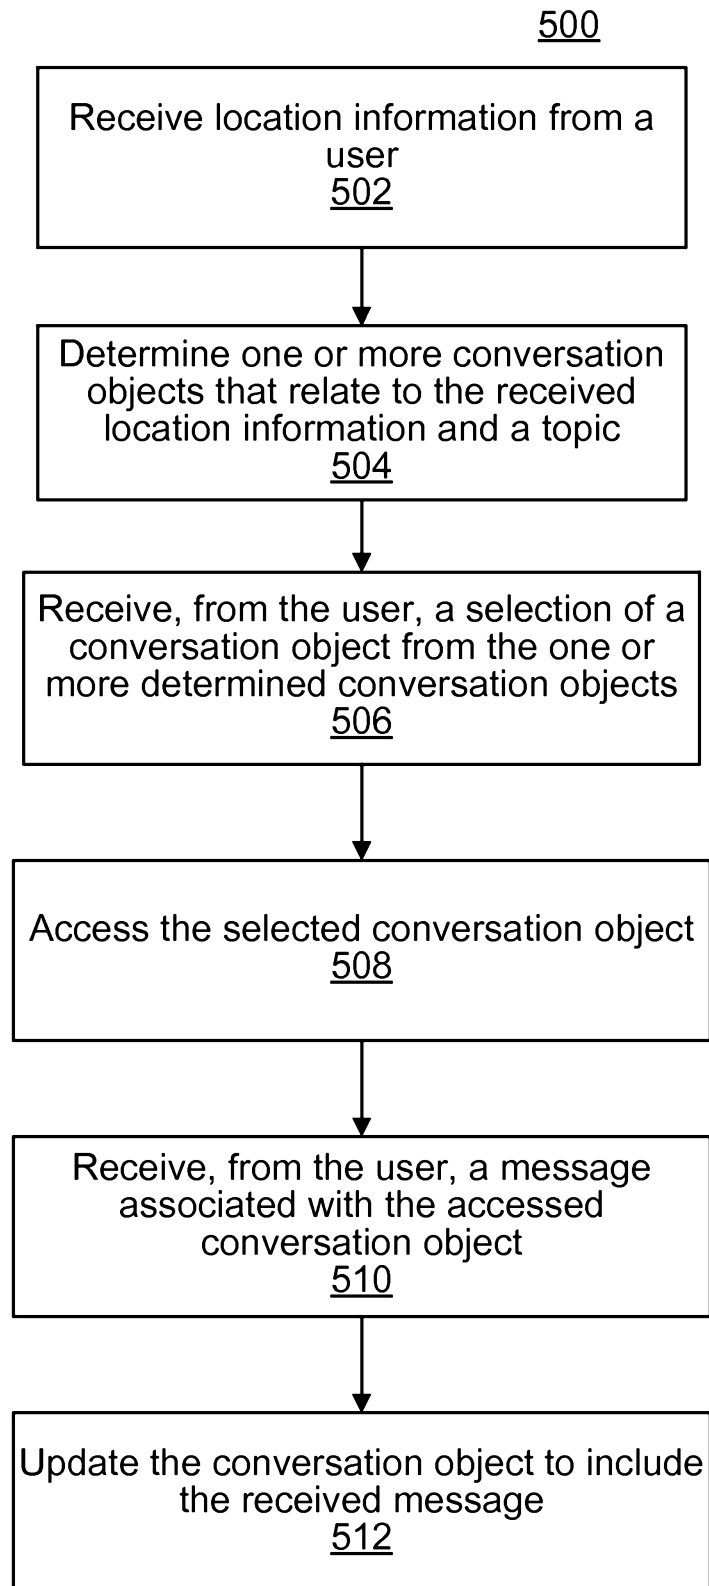 500
Receive location information from a
user
502
Determine one or more conversation
objects that relate to the received
location information and a topic
504
Receive, from the user, a selection of a
conversation object from the one or
more determined conversation objects
506
Access the selected conversation object
508
Receive, from the user, a message
associated with the accessed
conversation object
510
Update the conversation object to include
the received message
512